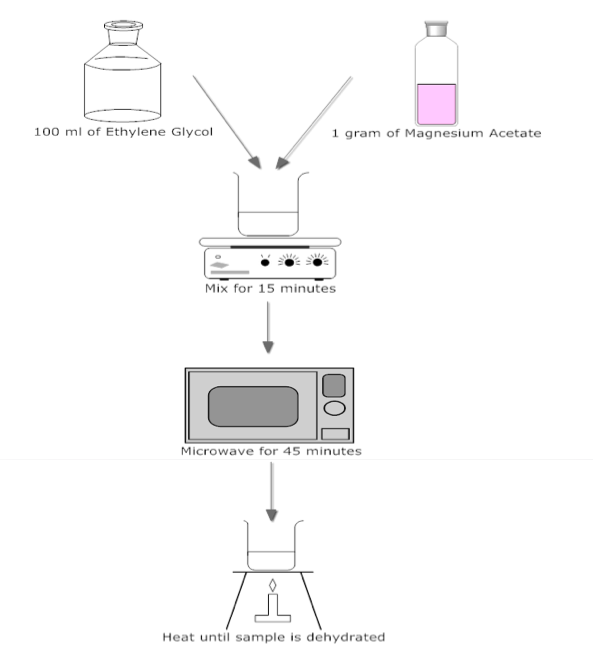 100 ml of Ethylene Glycol
1 gram of Magnesium Acetate
Mix for 15 minutes
Microwave for 45 minutes
Heat until sample is dehydrated